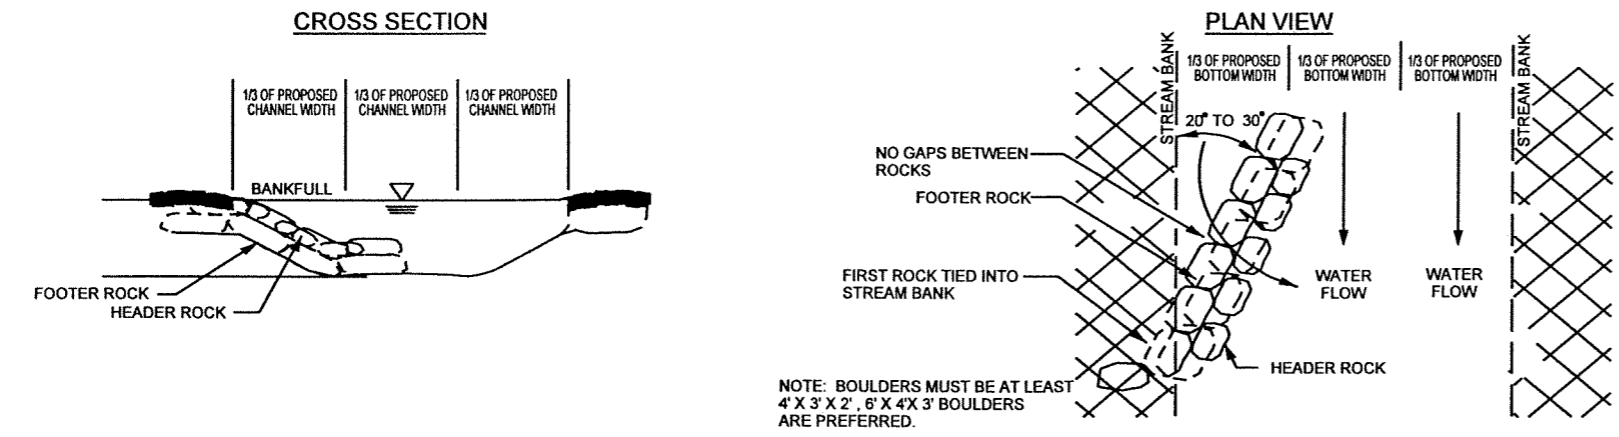 CROSS SECTION
1/3 OF PROPOSED
CHANNEL WIDTH
1/3 OF PROPOSED
CHANNEL WIDTH
1/3 OF PROPOSED
CHANNEL WIDTH
BANKFULL
FOOTER ROCK
HEADER ROCK
PLAN VIEW
STREAM BANK
1/3 OF PROPOSED
BOTTOM WIDTH
1/3 OF PROPOSED
BOTTOM WIDTH
1/3 OF PROPOSED
BOTTOM WIDTH
STREAM BANK
20° TO 30°
NO GAPS BETWEEN
ROCKS
FOOTER ROCK
FIRST ROCK TIED INTO
STREAM BANK
WATER
FLOW
WATER
FLOW
HEADER ROCK
NOTE: BOULDERS MUST BE AT LEAST
4' X 3' X 2' , 6' X 4'X 3' BOULDERS
ARE PREFERRED.